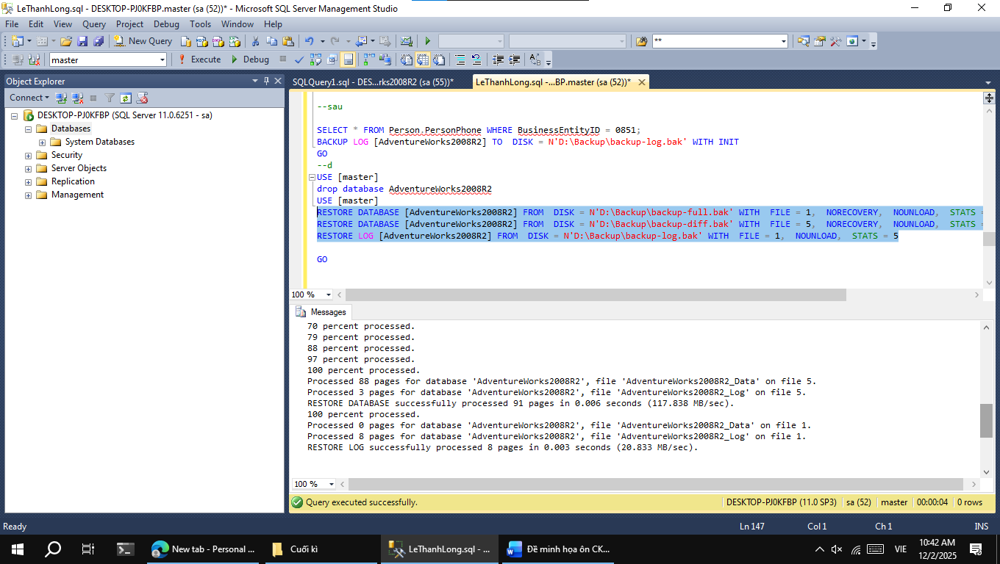 LeThanhLong.sql - DESKTOP-PJ0KFBP.master (sa (52))* - Microsoft SQL Server Management Studio
File Edit View Query Project Debug Tools Window Help
New Query **
master Execute Debug
Object Explorer
Connect
DESKTOP-PJ0KFBP (SQL Server 11.0.6251 - sa)
Databases
System Databases
Security
Server Objects
Replication
Management
SQLQuery1.sql - DES...rks2008R2 (sa (55))* LeThanhLong.sql -...BP.master (sa (52))*
--sau
SELECT * FROM Person.PersonPhone WHERE BusinessEntityID = 0851;
BACKUP LOG [AdventureWorks2008R2] TO DISK = N'D:\Backup\backup-log.bak' WITH INIT
GO
--d
USE [master]
drop database AdventureWorks2008R2
USE [master]
RESTORE DATABASE [AdventureWorks2008R2] FROM DISK = N'D:\Backup\backup-full.bak' WITH FILE = 1, NORECOVERY, NOUNLOAD, STATS =
RESTORE DATABASE [AdventureWorks2008R2] FROM DISK = N'D:\Backup\backup-diff.bak' WITH FILE = 5, NORECOVERY, NOUNLOAD, STATS =
RESTORE LOG [AdventureWorks2008R2] FROM DISK = N'D:\Backup\backup-log.bak' WITH FILE = 1, NOUNLOAD, STATS = 5
GO
100 %
Messages
70 percent processed.
79 percent processed.
88 percent processed.
97 percent processed.
100 percent processed.
Processed 88 pages for database 'AdventureWorks2008R2', file 'AdventureWorks2008R2_Data' on file 5.
Processed 3 pages for database 'AdventureWorks2008R2', file 'AdventureWorks2008R2_Log' on file 5.
RESTORE DATABASE successfully processed 91 pages in 0.006 seconds (117.838 MB/sec).
100 percent processed.
Processed 0 pages for database 'AdventureWorks2008R2', file 'AdventureWorks2008R2_Data' on file 1.
Processed 8 pages for database 'AdventureWorks2008R2', file 'AdventureWorks2008R2_Log' on file 1.
RESTORE LOG successfully processed 8 pages in 0.003 seconds (20.833 MB/sec).
100 %
Query executed successfully. DESKTOP-PJ0KFBP (11.0 SP3) sa (52) master 00:00:04 0 rows
Ready Ln 147 Col 1 Ch 1 INS
New tab - Personal ... Cuối kì LeThanhLong.sql - ... Đề minh họa ôn CK... VIE 10:42 AM
12/2/2025